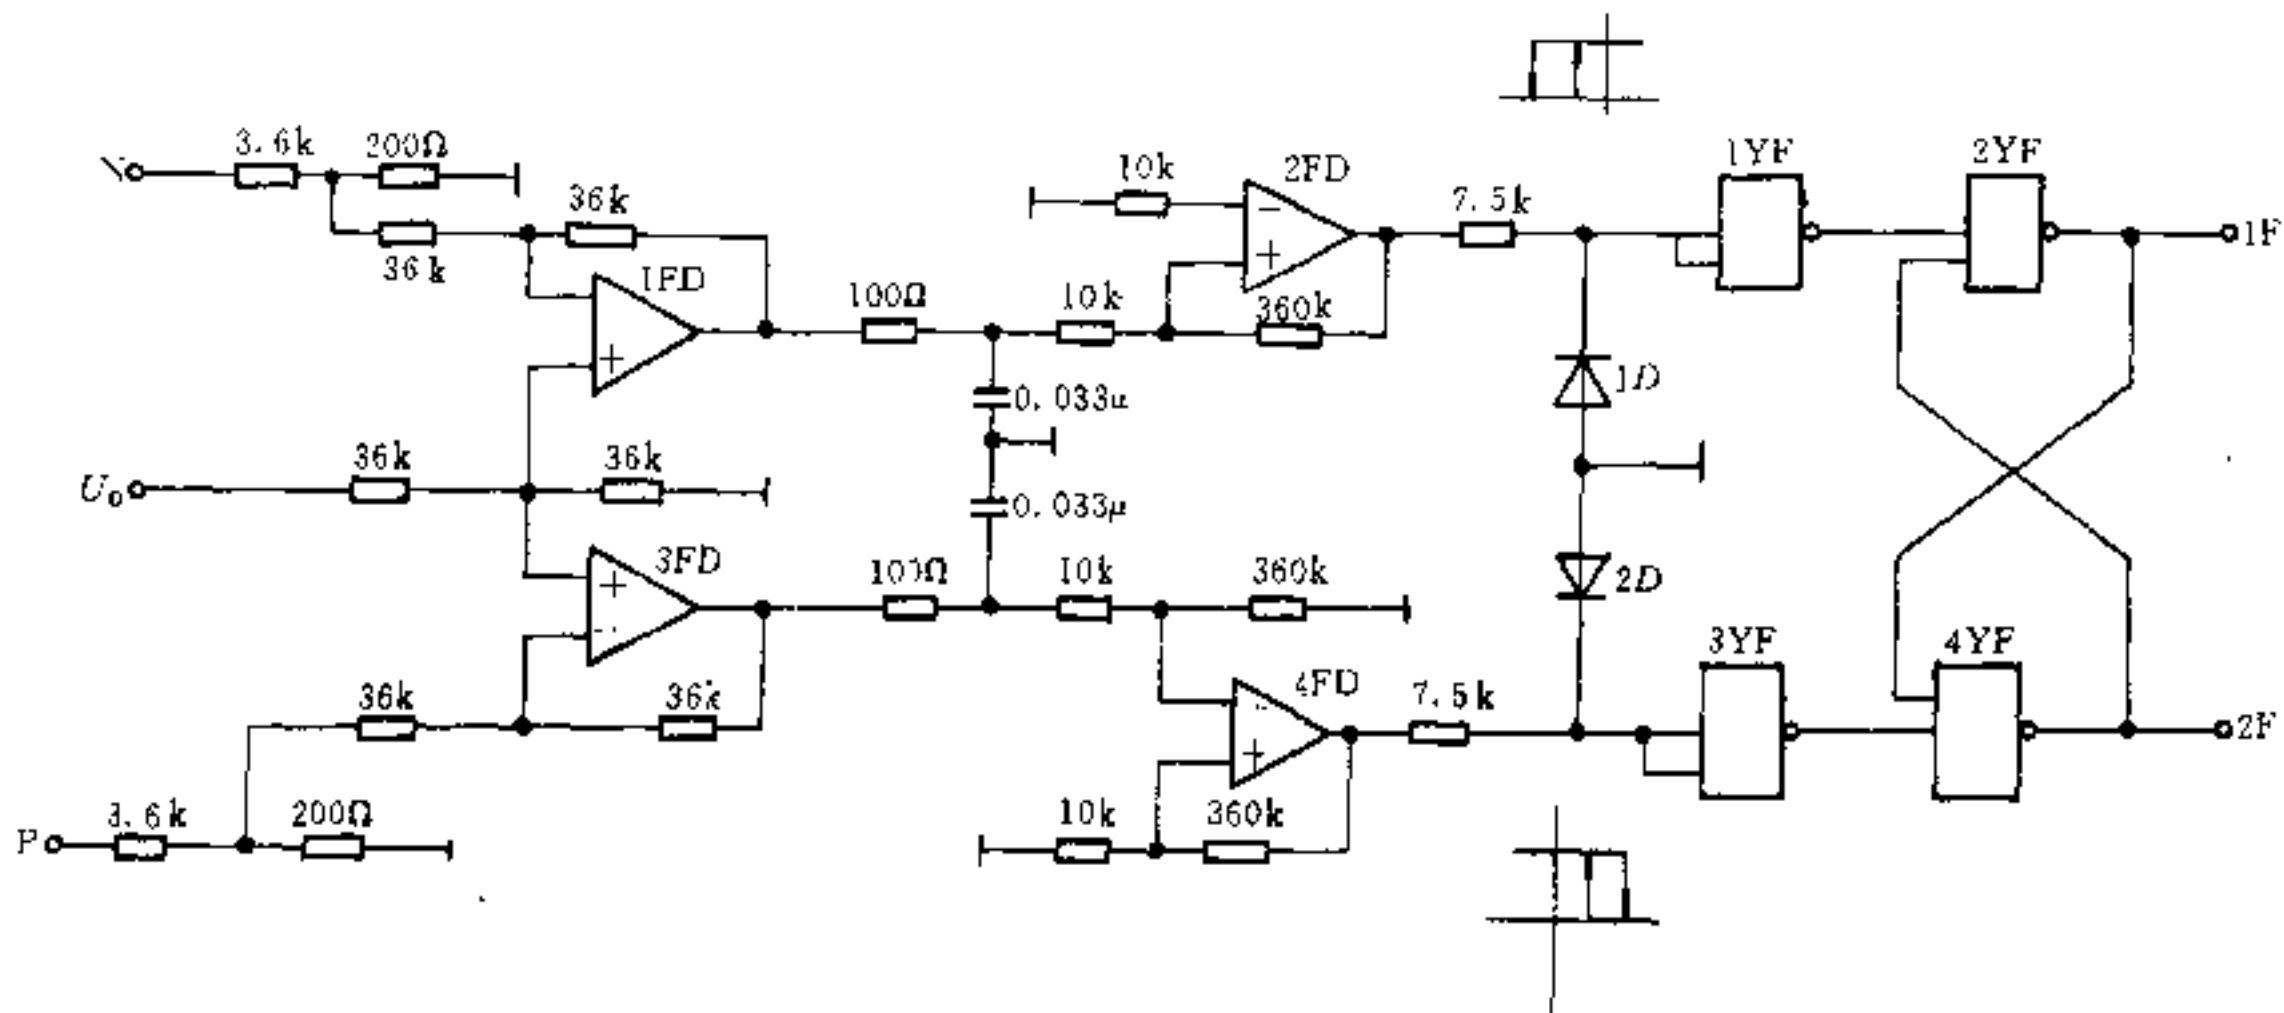 3.6k
200Ω
36k
36k
1FD
100Ω
10k
2FD
10k
360k
7.5k
1YF
2YF
1F
0.033μ
1D
U₀
36k
36k
0.033μ
3FD
100Ω
10k
360k
2D
36k
36k
4FD
7.5k
3YF
4YF
2F
P
3.6k
200Ω
10k
360k